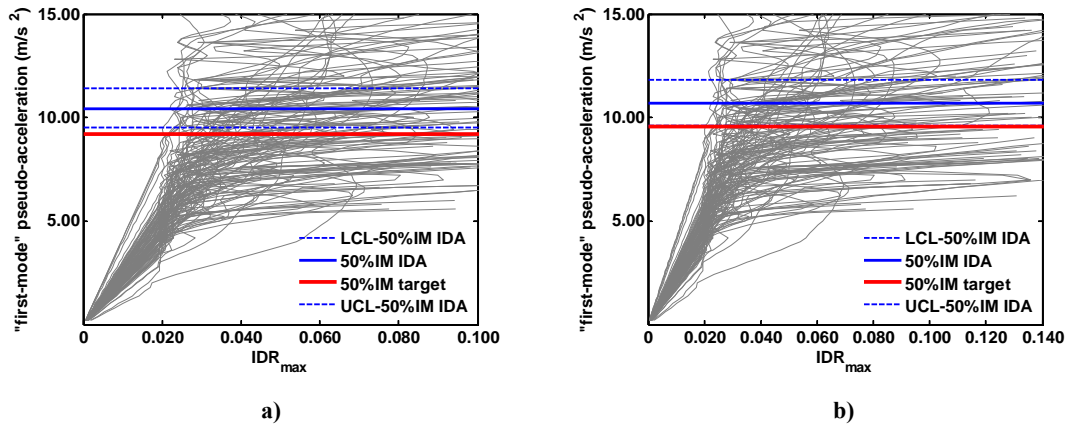 15.00
10.00
5.00
0 0.020 0.040 0.060 0.080 0.100
"first-mode" pseudo-acceleration (m/s 2)
IDRmax
LCL-50%IM IDA
50%IM IDA
50%IM target
UCL-50%IM IDA
a)
15.00
10.00
5.00
0 0.020 0.040 0.060 0.080 0.100 0.120 0.140
"first-mode" pseudo-acceleration (m/s 2)
IDRmax
LCL-50%IM IDA
50%IM IDA
50%IM target
UCL-50%IM IDA
b)